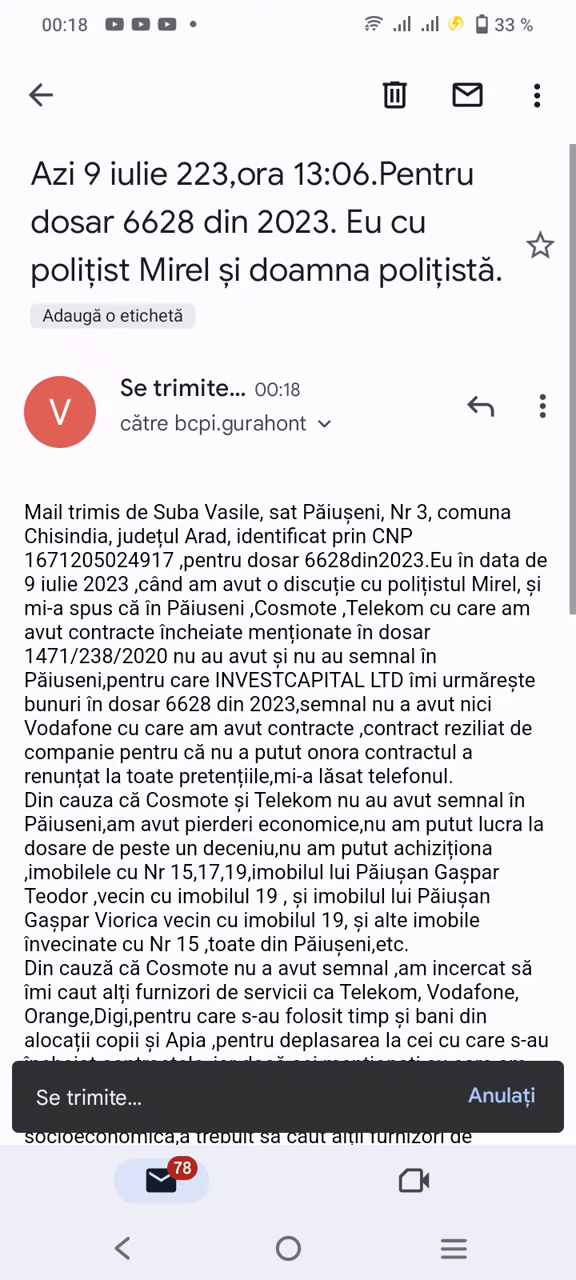 00:18
33 %
Azi 9 iulie 223,ora 13:06.Pentru
dosar 6628 din 2023. Eu cu
polițist Mirel și doamna polițistă.
Adaugă o etichetă
V
Se trimite... 00:18
către bcpi.gurahont
Mail trimis de Suba Vasile, sat Păiușeni, Nr 3, comuna
Chisindia, județul Arad, identificat prin CNP
1671205024917 ,pentru dosar 6628din2023.Eu în data de
9 iulie 2023 ,când am avut o discuție cu polițistul Mirel, și
mi-a spus că în Păiuseni ,Cosmote ,Telekom cu care am
avut contracte încheiate menționate în dosar
1471/238/2020 nu au avut și nu au semnal în
Păiuseni,pentru care INVESTCAPITAL LTD îmi urmărește
bunuri în dosar 6628 din 2023,semnal nu a avut nici
Vodafone cu care am avut contracte ,contract reziliat de
companie pentru că nu a putut onora contractul a
renunțat la toate pretențiile,mi-a lăsat telefonul.
Din cauza că Cosmote și Telekom nu au avut semnal în
Păiuseni,am avut pierderi economice,nu am putut lucra la
dosare de peste un deceniu,nu am putut achiziționa
,imobilele cu Nr 15,17,19,imobilul lui Păiușan Gașpar
Teodor ,vecin cu imobilul 19 , și imobilul lui Păiușan
Gașpar Viorica vecin cu imobilul 19, și alte imobile
învecinate cu Nr 15 ,toate din Păiușeni,etc.
Din cauză că Cosmote nu a avut semnal ,am incercat să
îmi caut alți furnizori de servicii ca Telekom, Vodafone,
Orange,Digi,pentru care s-au folosit timp și bani din
alocații copii și Apia ,pentru deplasarea la cei cu care s-au
Se trimite...
Anulați
socioeconomică,a trebuit să caut alții furnizori de
78